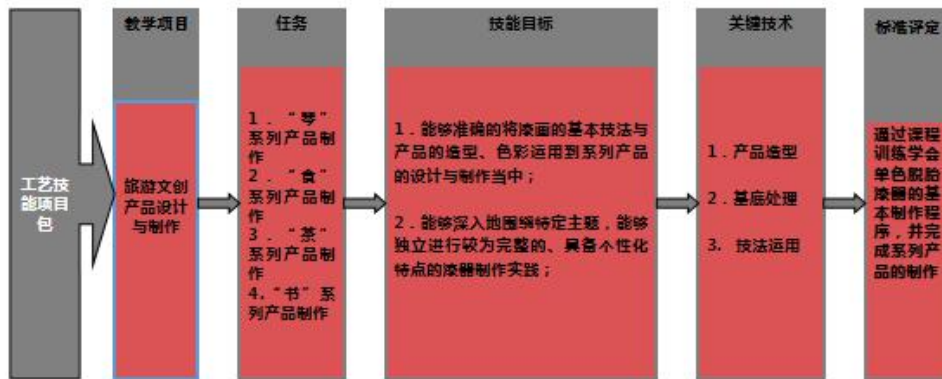 教学项目
任务
技能目标
关键技术
标准评定
工艺技
能项目
包
旅游文创
产品设计
与制作
1．“琴”
系列产品制
作
2．“食”
系列产品制
作
3．“茶”
系列产品制
作
4.“书”系
列产品制作
1．能够准确的将漆画的基本技法与
产品的造型、色彩运用到系列产品
的设计与制作当中；
2．能够深入地围绕特定主题，能够
独立进行较为完整的、具备个性化
特点的漆器制作实践；
1．产品造型
2．基底处理
3. 技法运用
通过课程
训练学会
单色脱胎
漆器的基
本制作程
序，并完
成系列产
品的制作